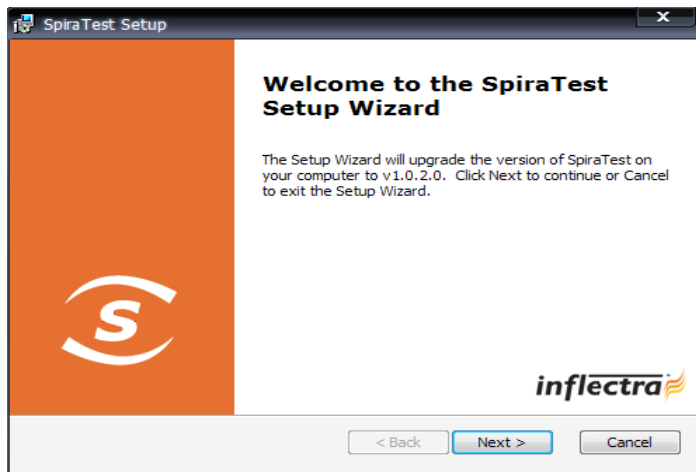 SpiraTest Setup
x
Welcome to the SpiraTest
Setup Wizard
The Setup Wizard will upgrade the version of SpiraTest on
your computer to v1.0.2.0. Click Next to continue or Cancel
to exit the Setup Wizard.
S
inflectra
< Back Next > Cancel